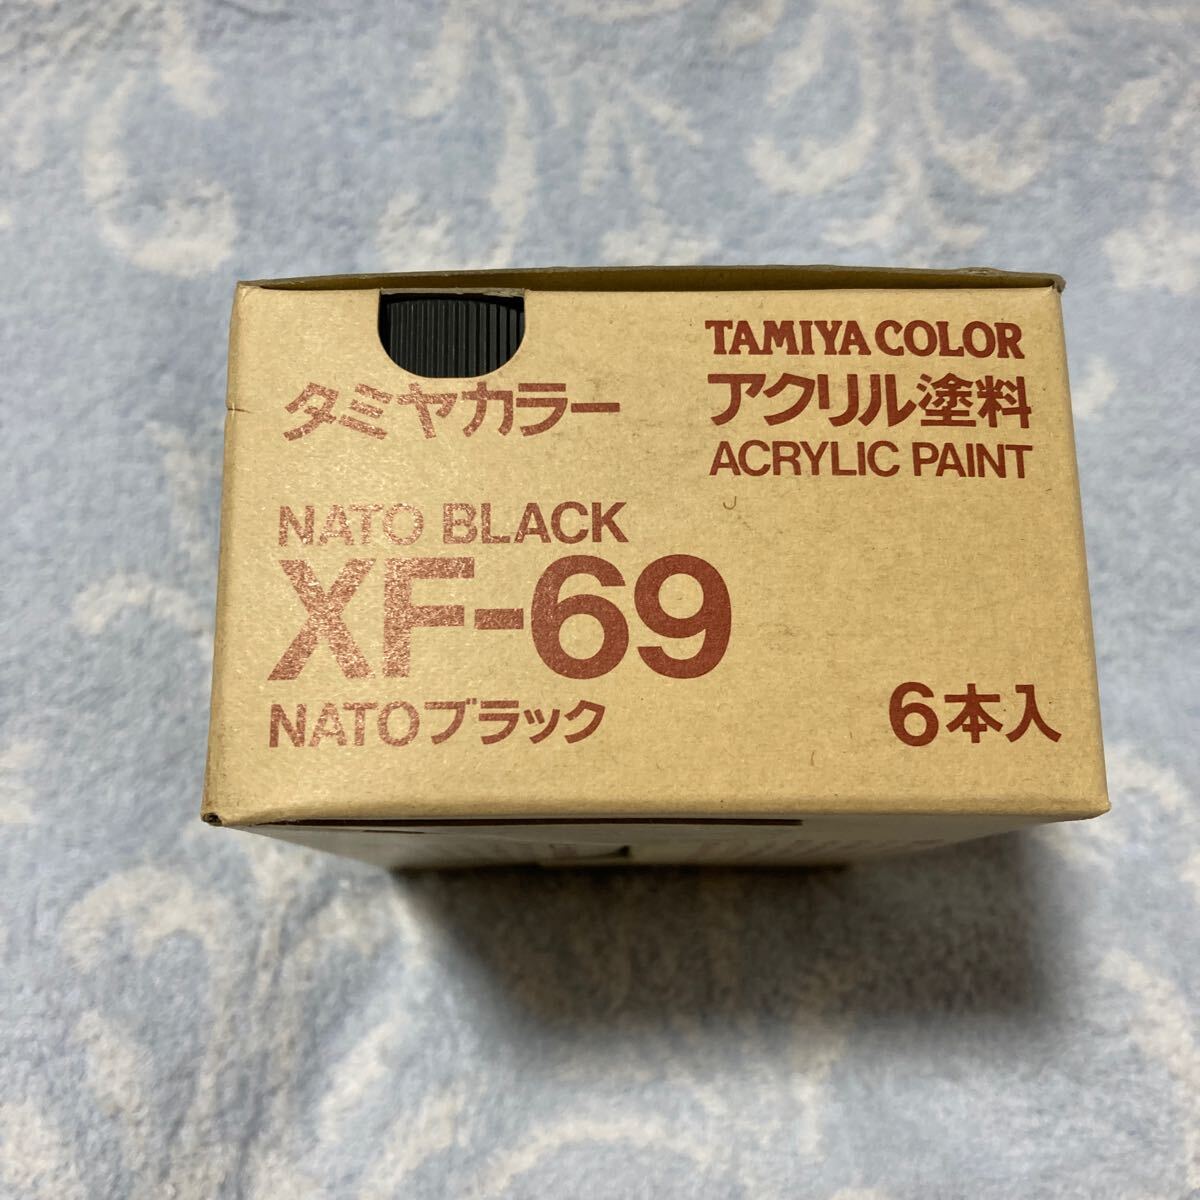 タミヤカラー
TAMIYA COLOR
アクリル塗料
ACRYLIC PAINT
NATO BLACK
XF-69
NATOブラック
6本入